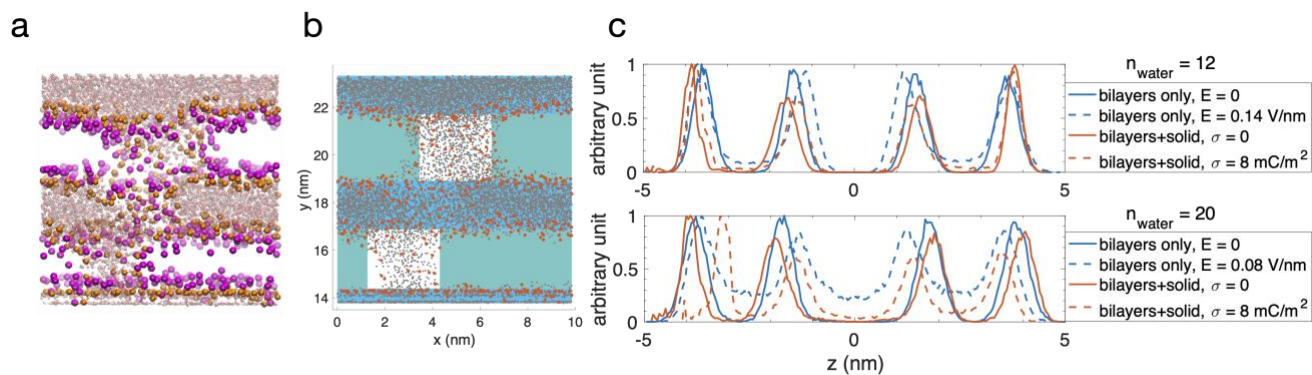 a
b
c
22
20
18
16
14
y (nm)
0
2
4
6
8
10
x (nm)
arbitrary unit
1
0.5
0
-5
0
5
n_water = 12
bilayers only, E = 0
bilayers only, E = 0.14 V/nm
bilayers+solid, σ = 0
bilayers+solid, σ = 8 mC/m²
arbitrary unit
1
0.5
0
-5
0
5
z (nm)
n_water = 20
bilayers only, E = 0
bilayers only, E = 0.08 V/nm
bilayers+solid, σ = 0
bilayers+solid, σ = 8 mC/m²